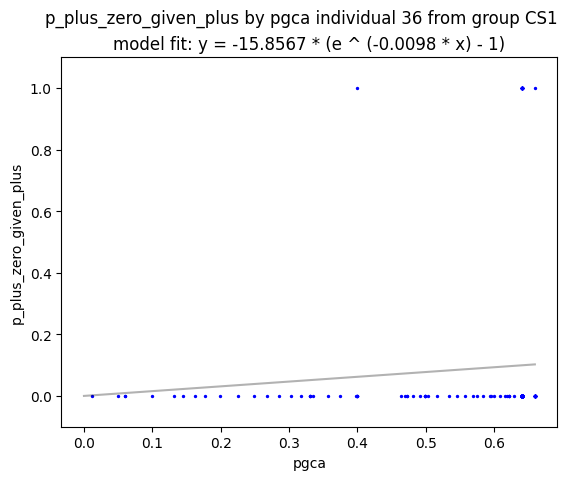 p_plus_zero_given_plus by pgca individual 36 from group CS1
model fit: y = -15.8567 * (e ^ (-0.0098 * x) - 1)
1.0
0.8
0.6
0.4
0.2
0.0
p_plus_zero_given_plus
0.0 0.1 0.2 0.3 0.4 0.5 0.6
pgca